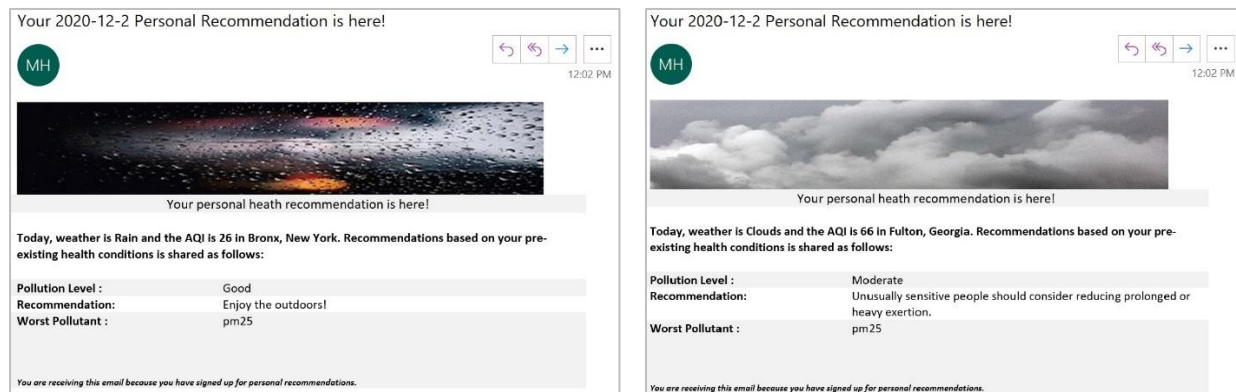 Your 2020-12-2 Personal Recommendation is here!
MH
12:02 PM
Your personal heath recommendation is here!
Today, weather is Rain and the AQI is 26 in Bronx, New York. Recommendations based on your pre-
existing health conditions is shared as follows:
Pollution Level : Good
Recommendation: Enjoy the outdoors!
Worst Pollutant : pm25
You are receiving this email because you have signed up for personal recommendations.
Your 2020-12-2 Personal Recommendation is here!
MH
12:02 PM
Your personal heath recommendation is here!
Today, weather is Clouds and the AQI is 66 in Fulton, Georgia. Recommendations based on your pre-
existing health conditions is shared as follows:
Pollution Level : Moderate
Recommendation: Unusually sensitive people should consider reducing prolonged or
heavy exertion.
Worst Pollutant : pm25
You are receiving this email because you have signed up for personal recommendations.